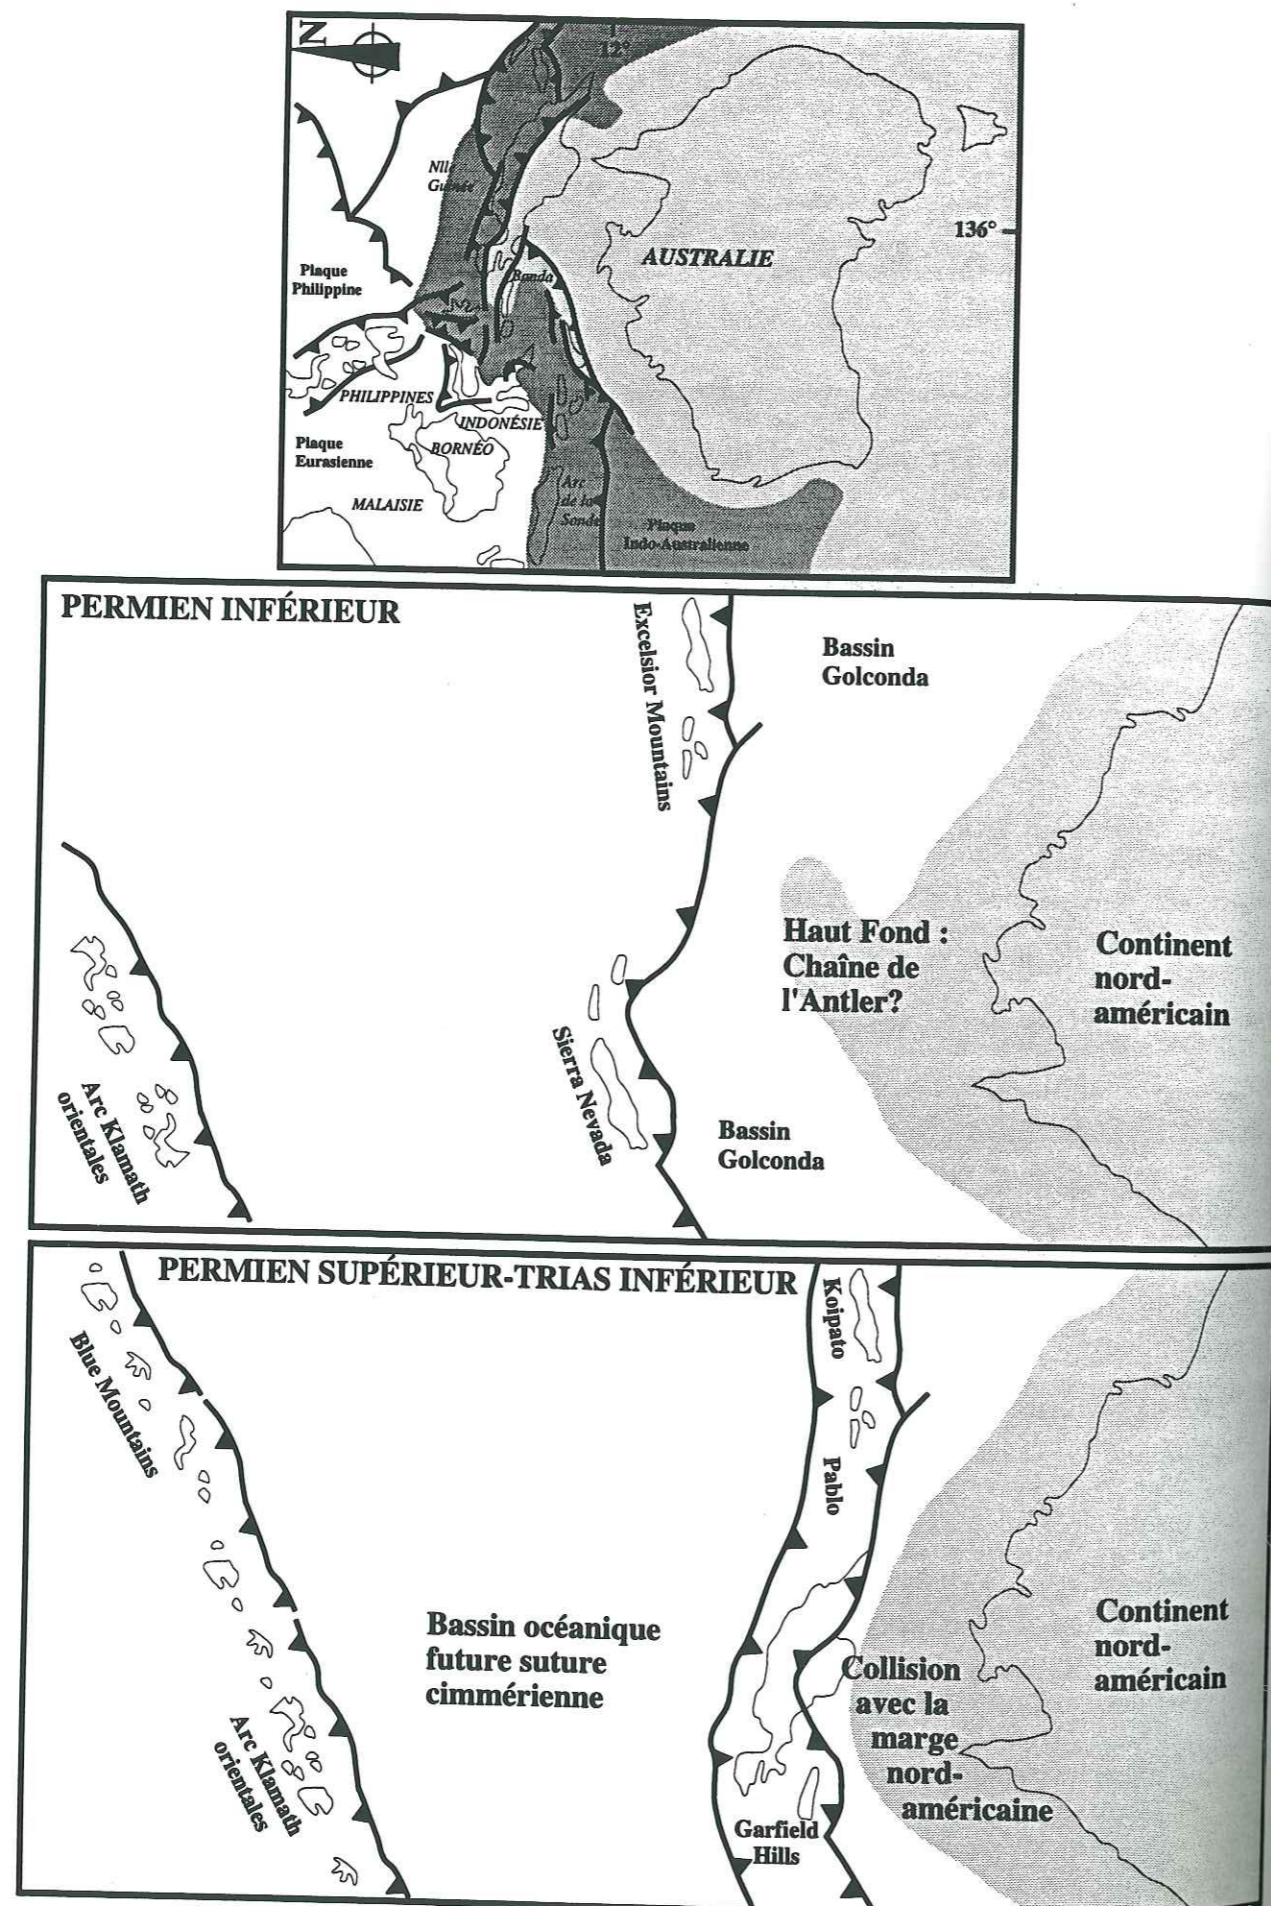 N
12°
Nlle
Guinée
136°
AUSTRALIE
Plaque
Philippine
Banda
PHILIPPINES
INDONÉSIE
Plaque
Eurasienne
BORNÉO
MALAISIE
Arc
de la
Sonde
Plaque
Indo-Australienne
PERMIEN INFÉRIEUR
Excelsior Mountains
Bassin
Golconda
Haut Fond :
Chaîne de
l'Antler?
Continent
nord-
américain
Sierra Nevada
Arc Klamath
orientales
Bassin
Golconda
PERMIEN SUPÉRIEUR-TRIAS INFÉRIEUR
Koipato
Blue Mountains
Pablo
Bassin océanique
future suture
cimmérienne
Continent
nord-
américain
Collision
avec la
marge
nord-
américaine
Arc Klamath
orientales
Garfield
Hills